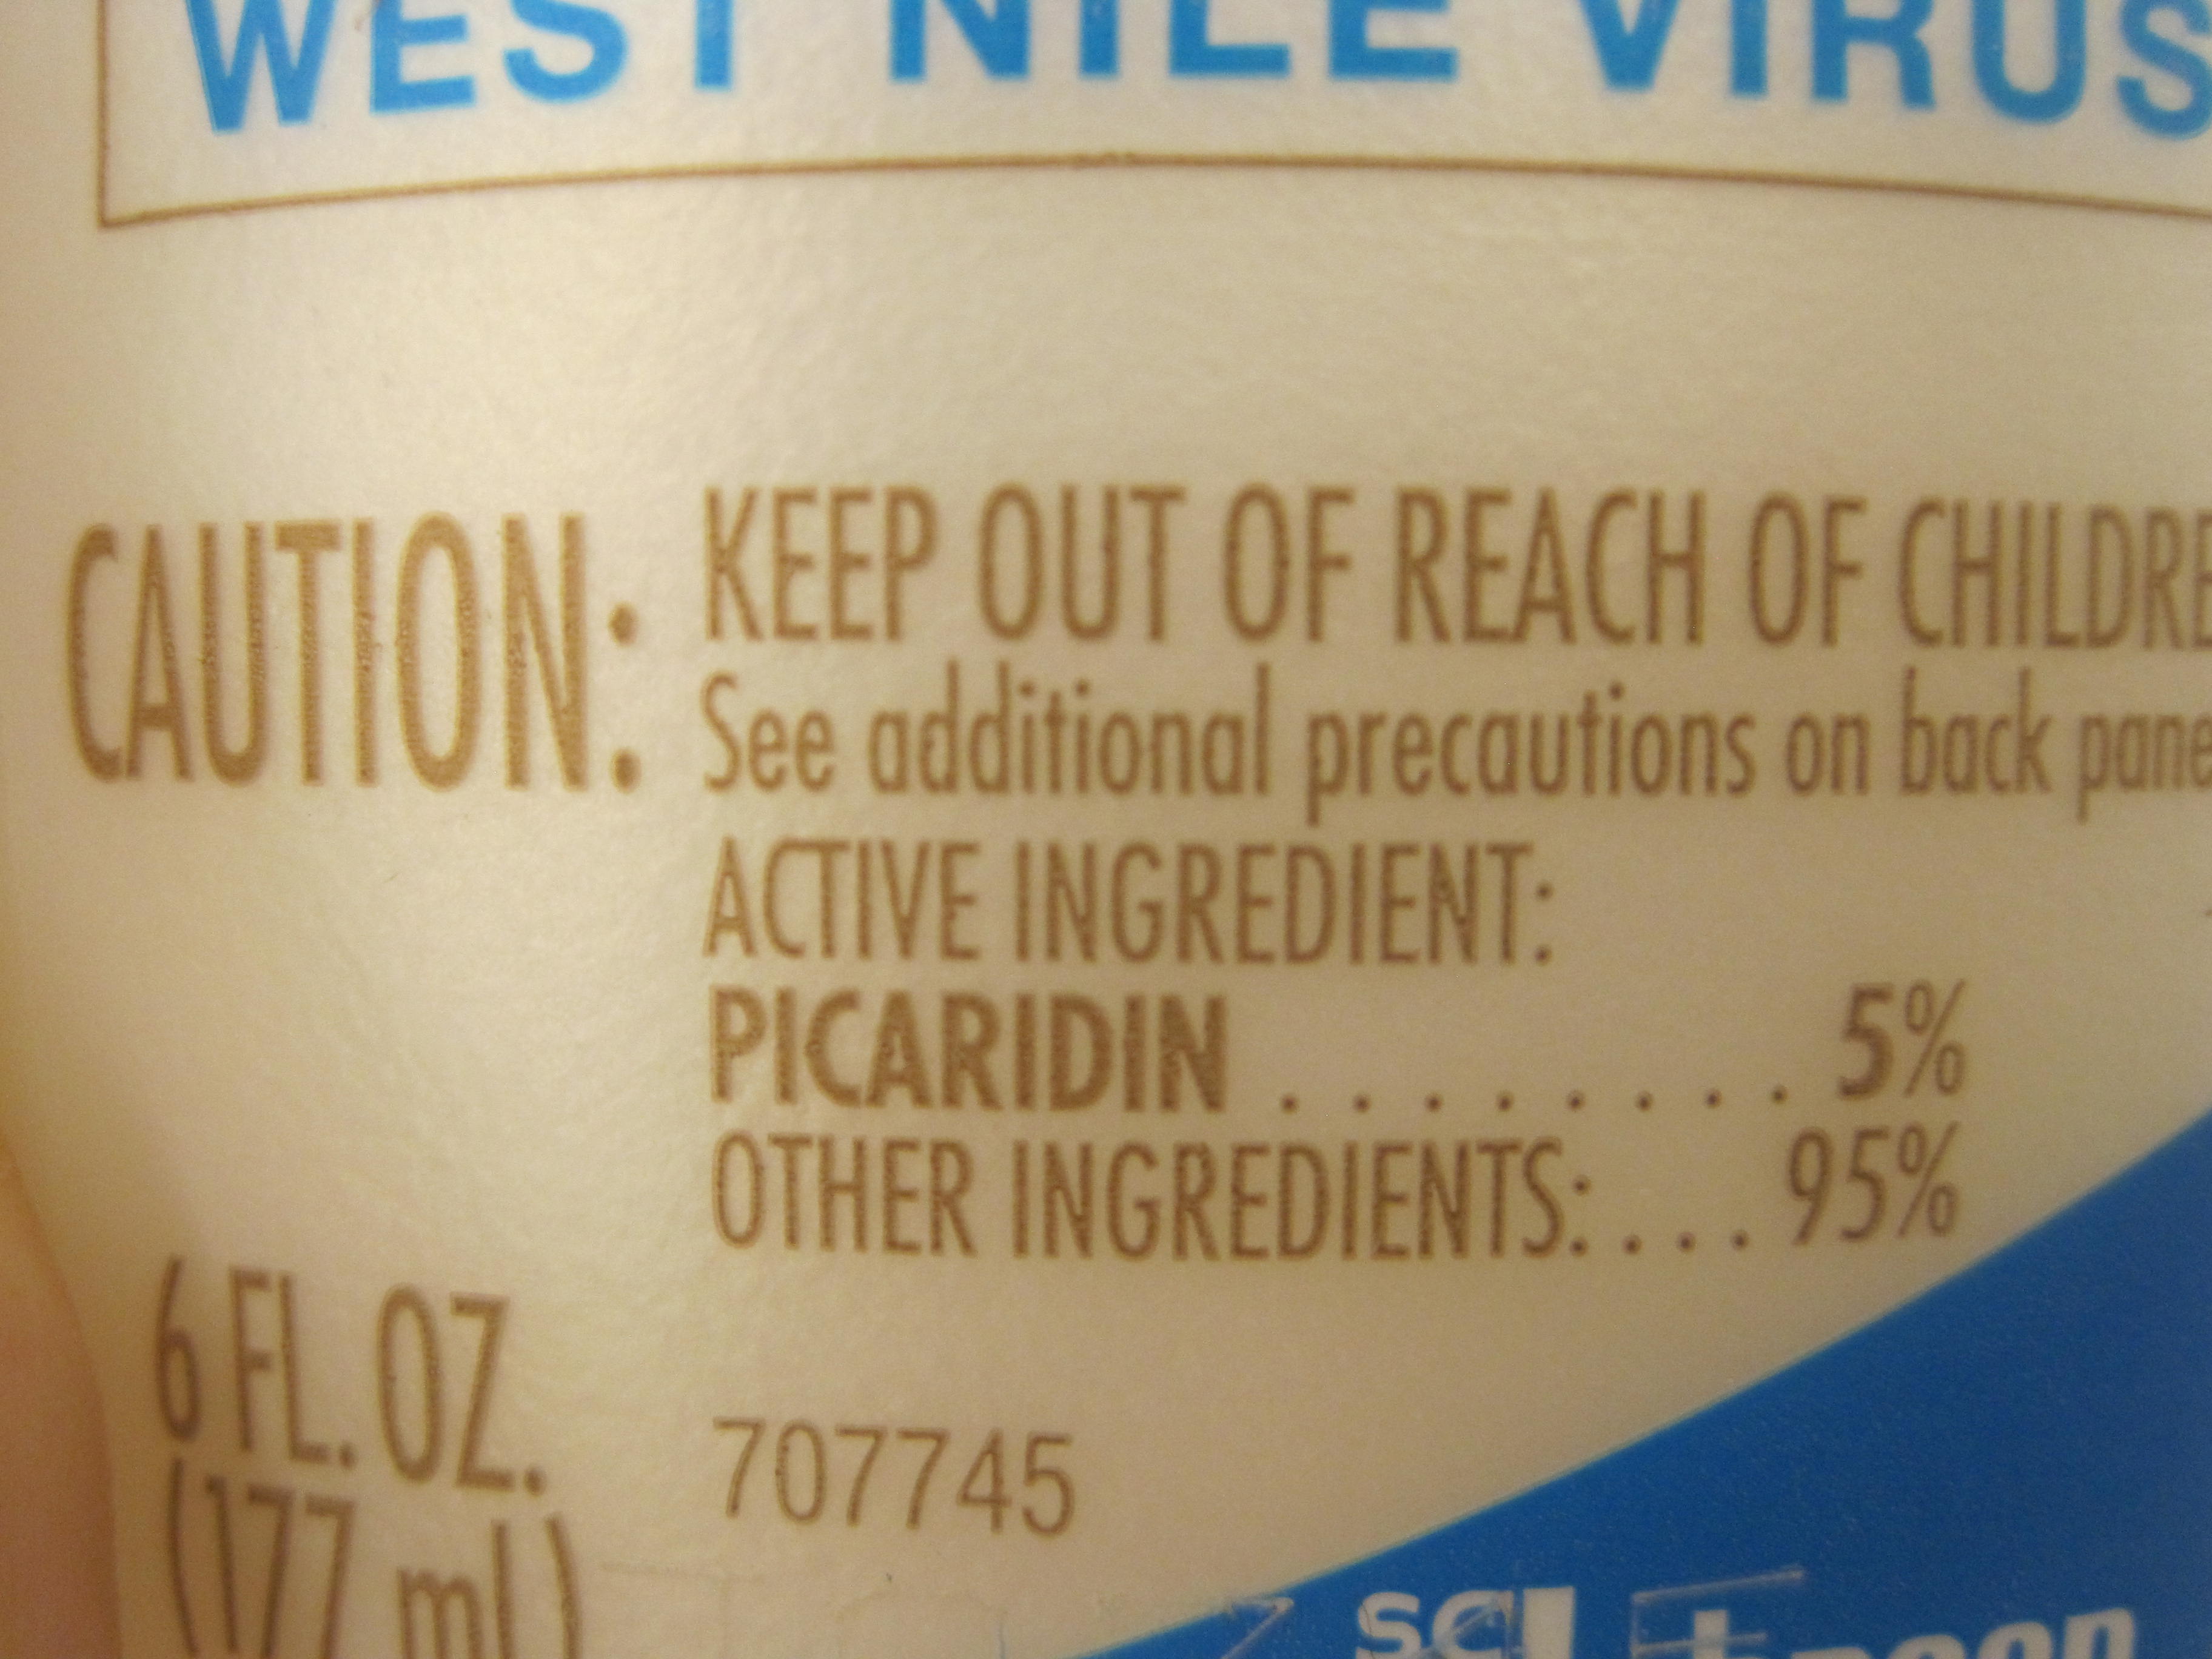 WEST NILE VIRUS
CAUTION: KEEP OUT OF REACH OF CHILDRE
See additional precautions on back pane
ACTIVE INGREDIENT:
PICARIDIN . . . . . . . . 5%
OTHER INGREDIENTS: . . . 95%
6 FL. OZ.
(177 ml)
707745